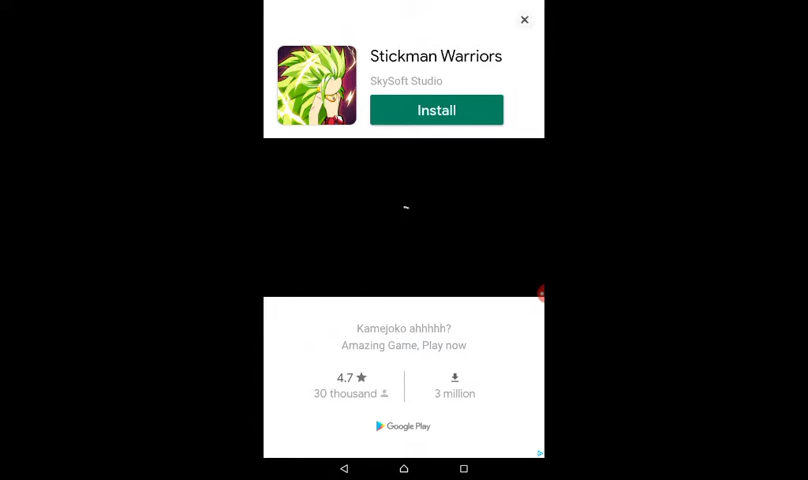 Stickman Warriors
SkySoft Studio
Install
Kamejoko ahhhhh?
Amazing Game, Play now
4.7
30 thousand
3 million
Google Play